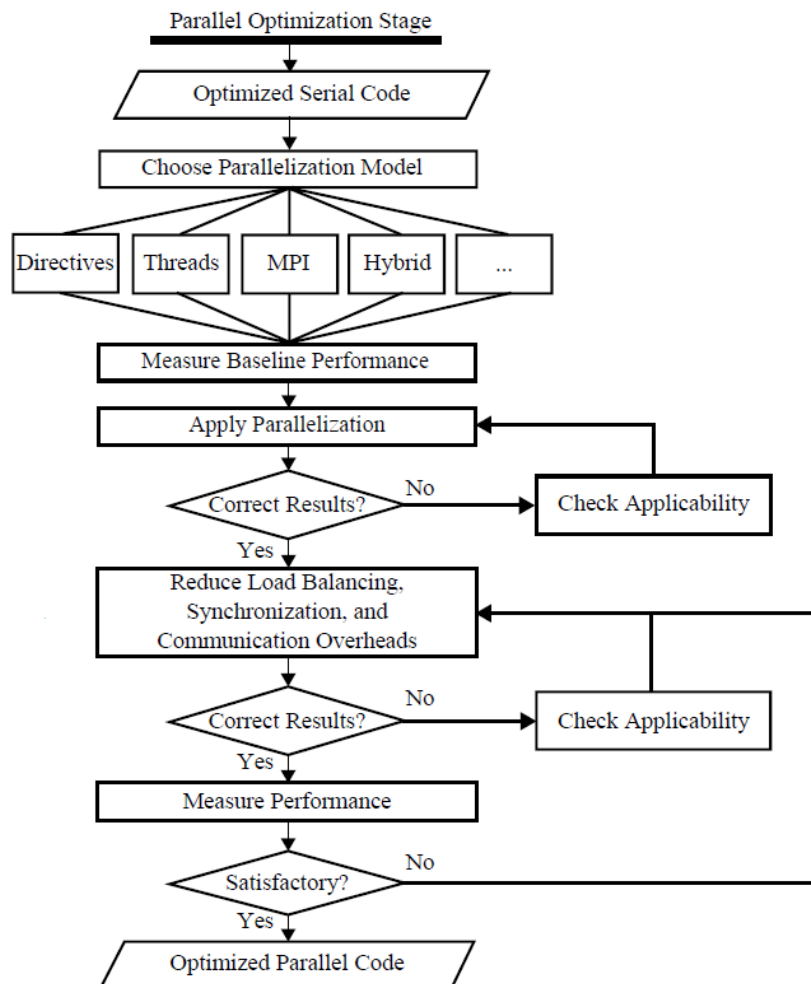 Parallel Optimization Stage
Optimized Serial Code
Choose Parallelization Model
Directives
Threads
MPI
Hybrid
...
Measure Baseline Performance
Apply Parallelization
Correct Results?
No
Check Applicability
Yes
Reduce Load Balancing,
Synchronization, and
Communication Overheads
Correct Results?
No
Check Applicability
Yes
Measure Performance
Satisfactory?
No
Yes
Optimized Parallel Code